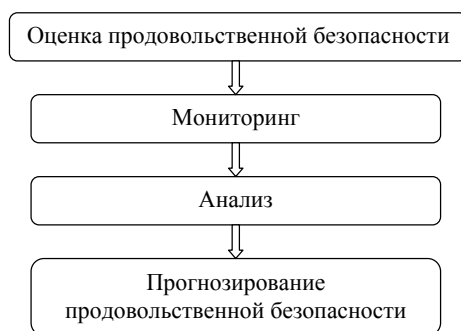 Оценка продовольственной безопасности
Мониторинг
Анализ
Прогнозирование
продовольственной безопасности